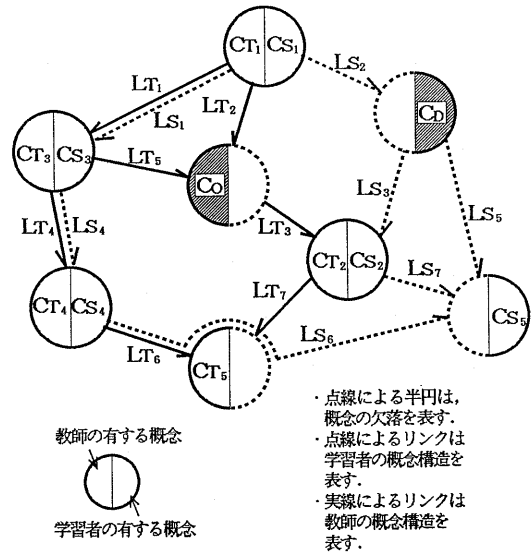 CT1 CS1
LS2
LT1
LS1
LT2
CD
CT3 CS3
LT5
CO
LS3
LT4
LS4
LT3
LS5
CT2 CS2
LS7
CT4 CS4
LT7
CS5
LT6
LS6
CT5
・点線による半円は,
概念の欠落を表す.
・点線によるリンクは
学習者の概念構造を
表す.
・実線によるリンクは
教師の概念構造を
表す.
教師の有する概念
学習者の有する概念